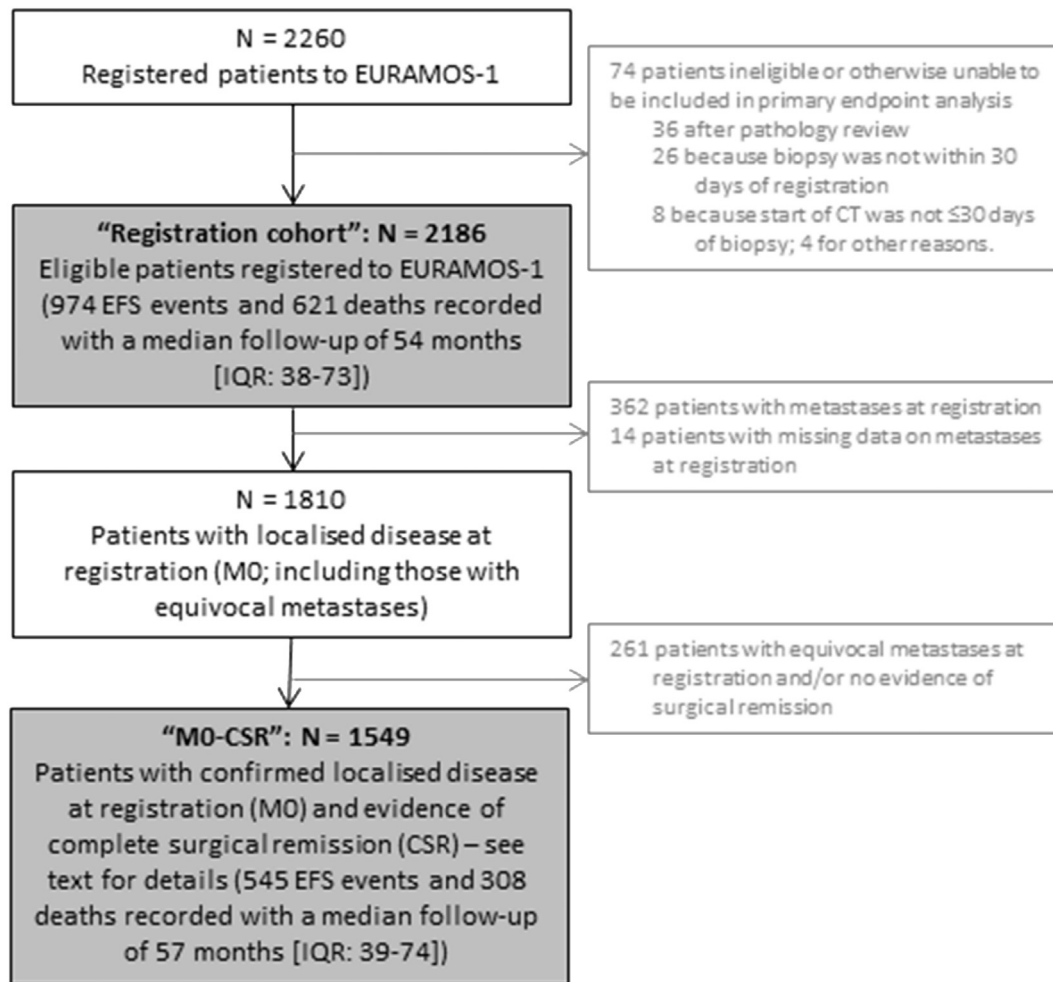 N = 2260
Registered patients to EURAMOS-1
74 patients ineligible or otherwise unable to
be included in primary endpoint analysis
36 after pathology review
26 because biopsy was not within 30
days of registration
8 because start of CT was not ≤30 days
of biopsy; 4 for other reasons.
“Registration cohort”: N = 2186
Eligible patients registered to EURAMOS-1
(974 EFS events and 621 deaths recorded
with a median follow-up of 54 months
[IQR: 38-73])
362 patients with metastases at registration
14 patients with missing data on metastases
at registration
N = 1810
Patients with localised disease at
registration (M0; including those with
equivocal metastases)
261 patients with equivocal metastases at
registration and/or no evidence of
surgical remission
“M0-CSR”: N = 1549
Patients with confirmed localised disease
at registration (M0) and evidence of
complete surgical remission (CSR) – see
text for details (545 EFS events and 308
deaths recorded with a median follow-up
of 57 months [IQR: 39-74])